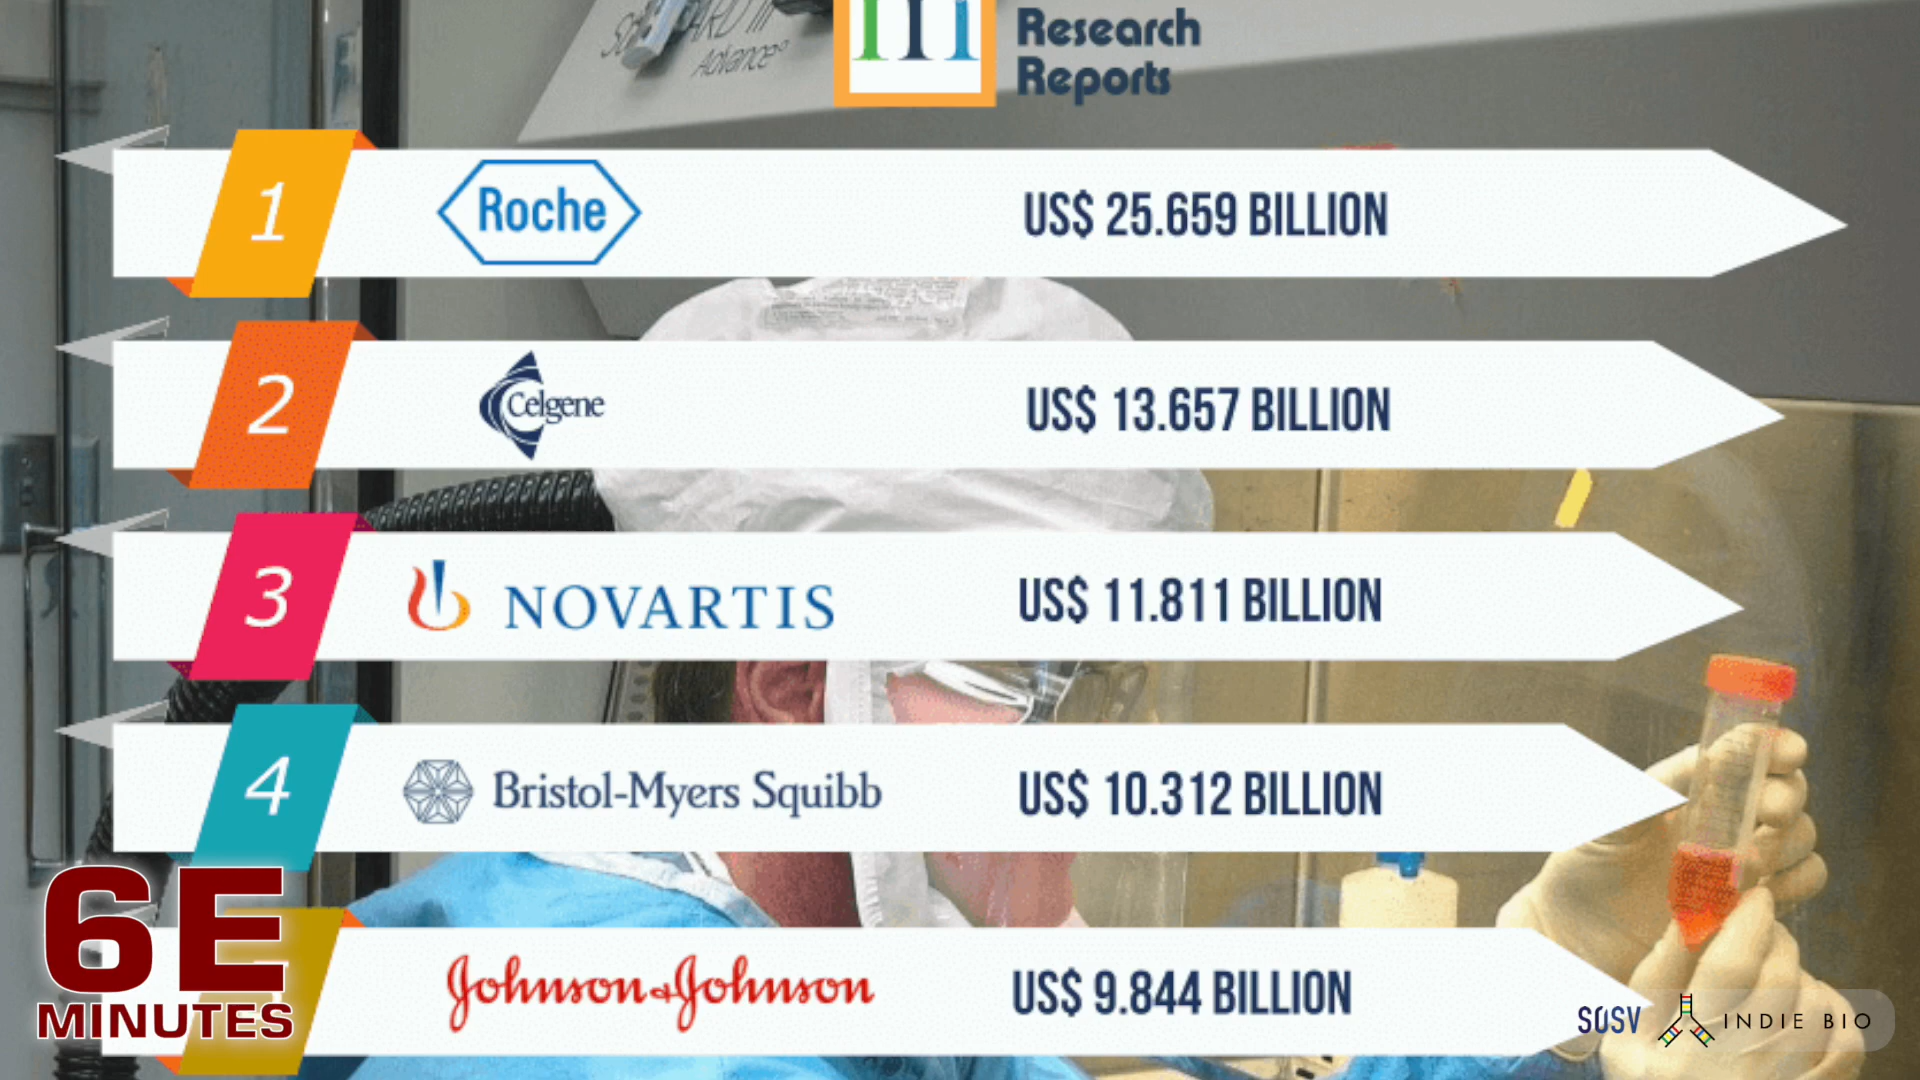 Advance
Research
Reports
1
Roche
US$ 25.659 BILLION
2
Celgene
US$ 13.657 BILLION
3
NOVARTIS
US$ 11.811 BILLION
4
Bristol-Myers Squibb
US$ 10.312 BILLION
Johnson & Johnson
US$ 9.844 BILLION
6E
MINUTES
SOSV
INDIE BIO